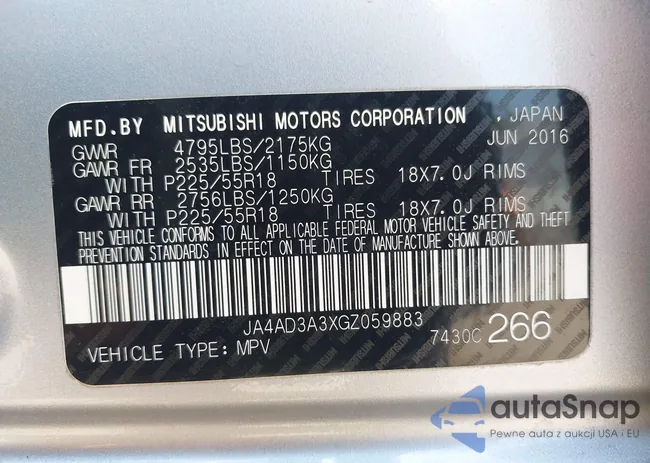 MFD.BY MITSUBISHI MOTORS CORPORATION , JAPAN
GVWR 4795LBS/2175KG JUN 2016
GAWR FR 2535LBS/1150KG
WITH P225/55R18 TIRES 18X7.0J RIMS
GAWR RR 2756LBS/1250KG
WITH P225/55R18 TIRES 18X7.0J RIMS
THIS VEHICLE CONFORMS TO ALL APPLICABLE FEDERAL MOTOR VEHICLE SAFETY AND THEFT
PREVENTION STANDARDS IN EFFECT ON THE DATE OF MANUFACTURE SHOWN ABOVE.
JA4AD3A3XGZ059883
7430C 266
VEHICLE TYPE: MPV
autaSnap
Pewne auta z aukcji USA i EU